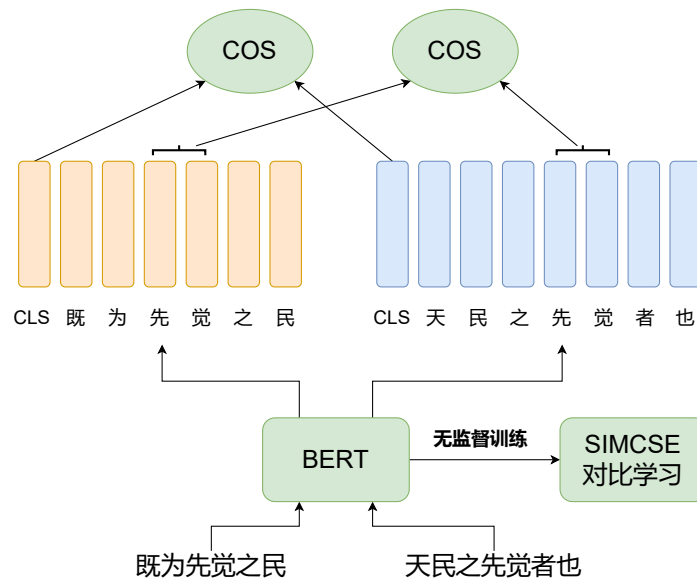 COS COS
CLS 既 为 先 觉 之 民 CLS 天 民 之 先 觉 者 也
无监督训练
BERT
SIMCSE
对比学习
既为先觉之民 天民之先觉者也